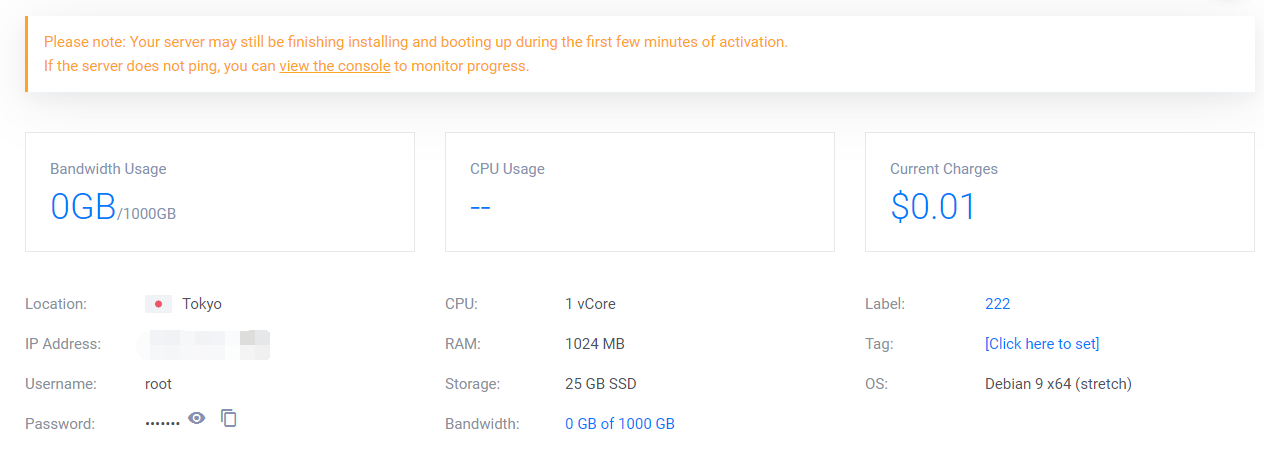 Please note: Your server may still be finishing installing and booting up during the first few minutes of activation.
If the server does not ping, you can view the console to monitor progress.
Bandwidth Usage
0GB/1000GB
CPU Usage
--
Current Charges
$0.01
Location: Tokyo
IP Address:
Username: root
Password: •••••••
CPU: 1 vCore
RAM: 1024 MB
Storage: 25 GB SSD
Bandwidth: 0 GB of 1000 GB
Label: 222
Tag: [Click here to set]
OS: Debian 9 x64 (stretch)